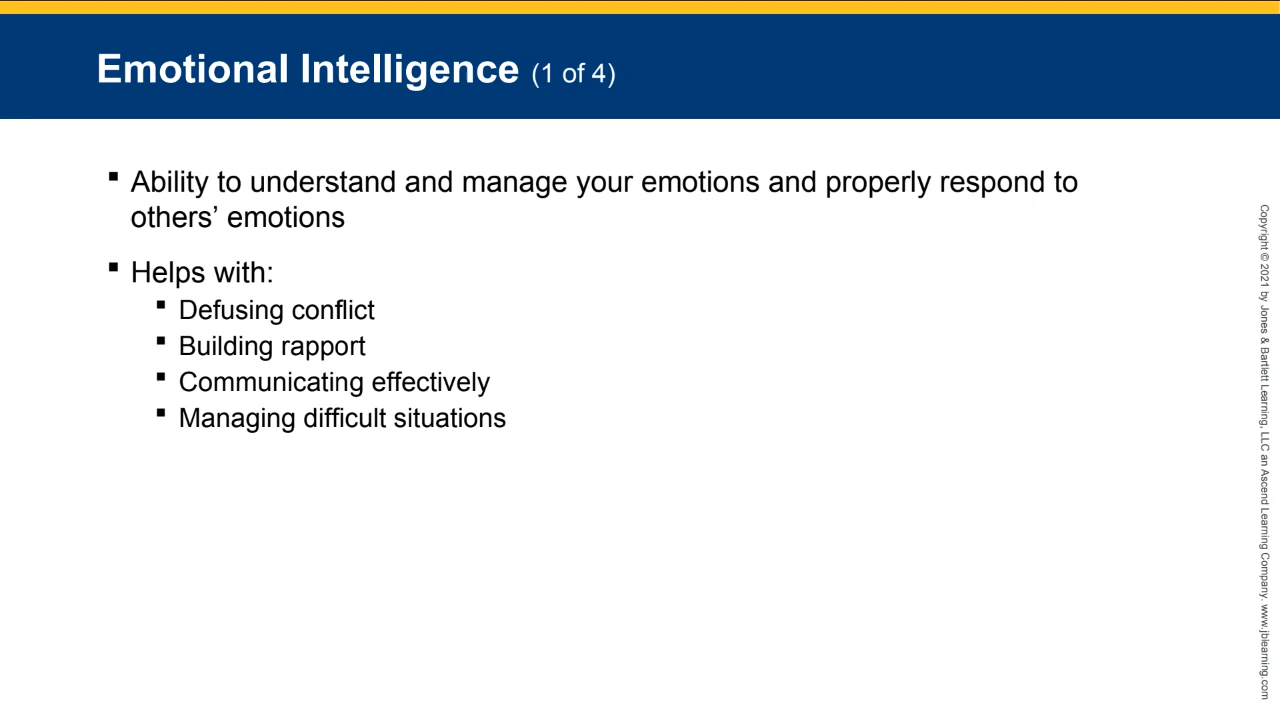 Emotional Intelligence (1 of 4)
▪ Ability to understand and manage your emotions and properly respond to
others’ emotions
▪ Helps with:
▪ Defusing conflict
▪ Building rapport
▪ Communicating effectively
▪ Managing difficult situations
Copyright © 2021 by Jones & Bartlett Learning, LLC an Ascend Learning Company. www.jblearning.com